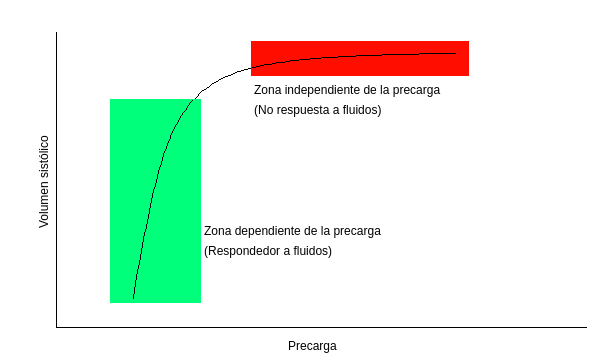 Zona independiente de la precarga
(No respuesta a fluidos)
Volumen sistólico
Zona dependiente de la precarga
(Respondedor a fluidos)
Precarga